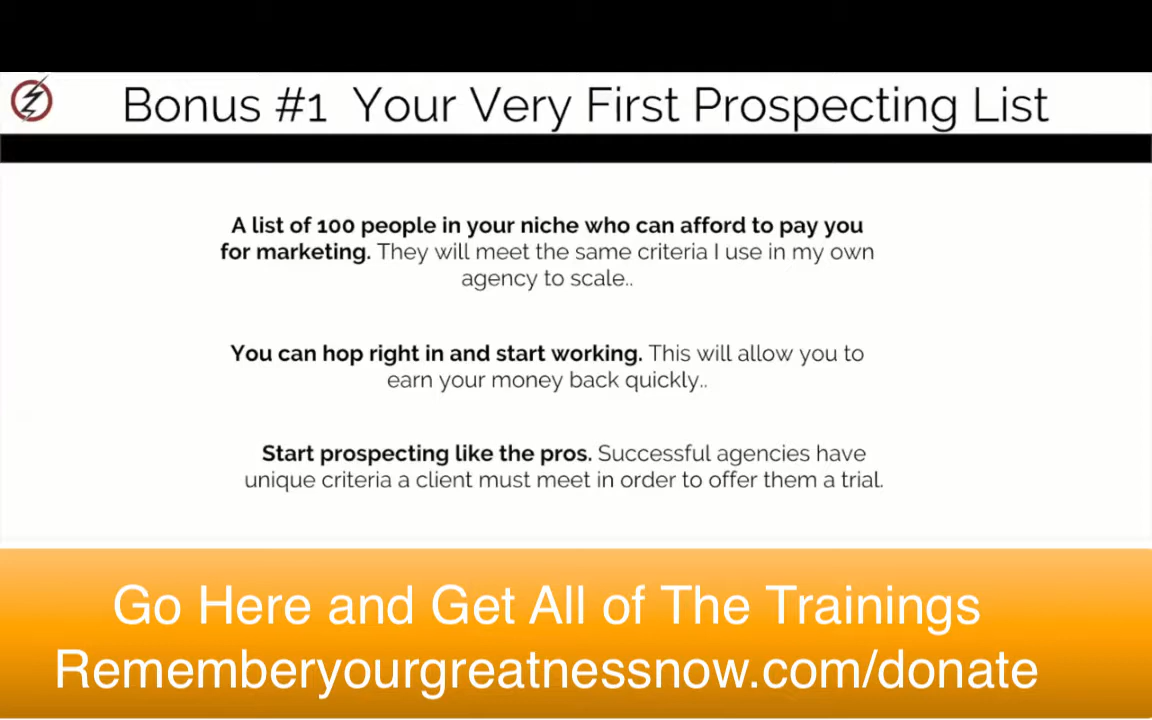 Bonus #1 Your Very First Prospecting List
A list of 100 people in your niche who can afford to pay you
for marketing. They will meet the same criteria I use in my own
agency to scale..
You can hop right in and start working. This will allow you to
earn your money back quickly..
Start prospecting like the pros. Successful agencies have
unique criteria a client must meet in order to offer them a trial.
Go Here and Get All of The Trainings
Rememberyourgreatnessnow.com/donate